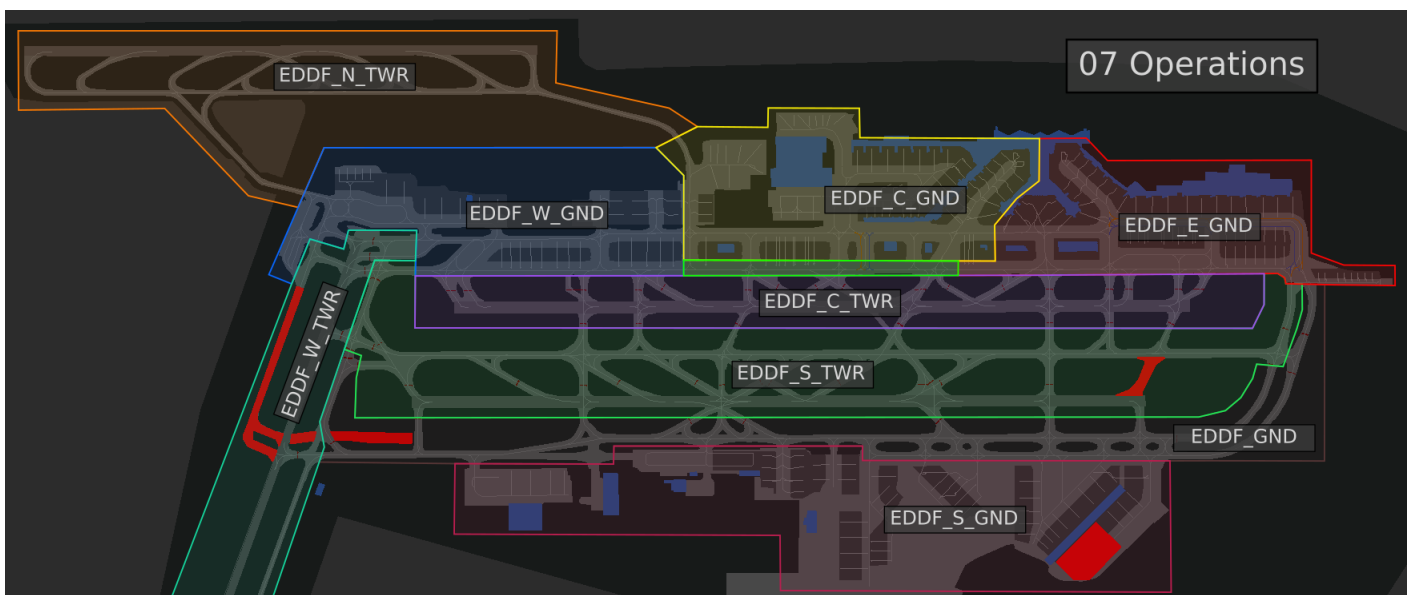 07 Operations
EDDF_N_TWR
EDDF_C_GND
EDDF_W_GND
EDDF_E_GND
EDDF_C_TWR
EDDF_W_TWR
EDDF_S_TWR
EDDF_GND
EDDF_S_GND